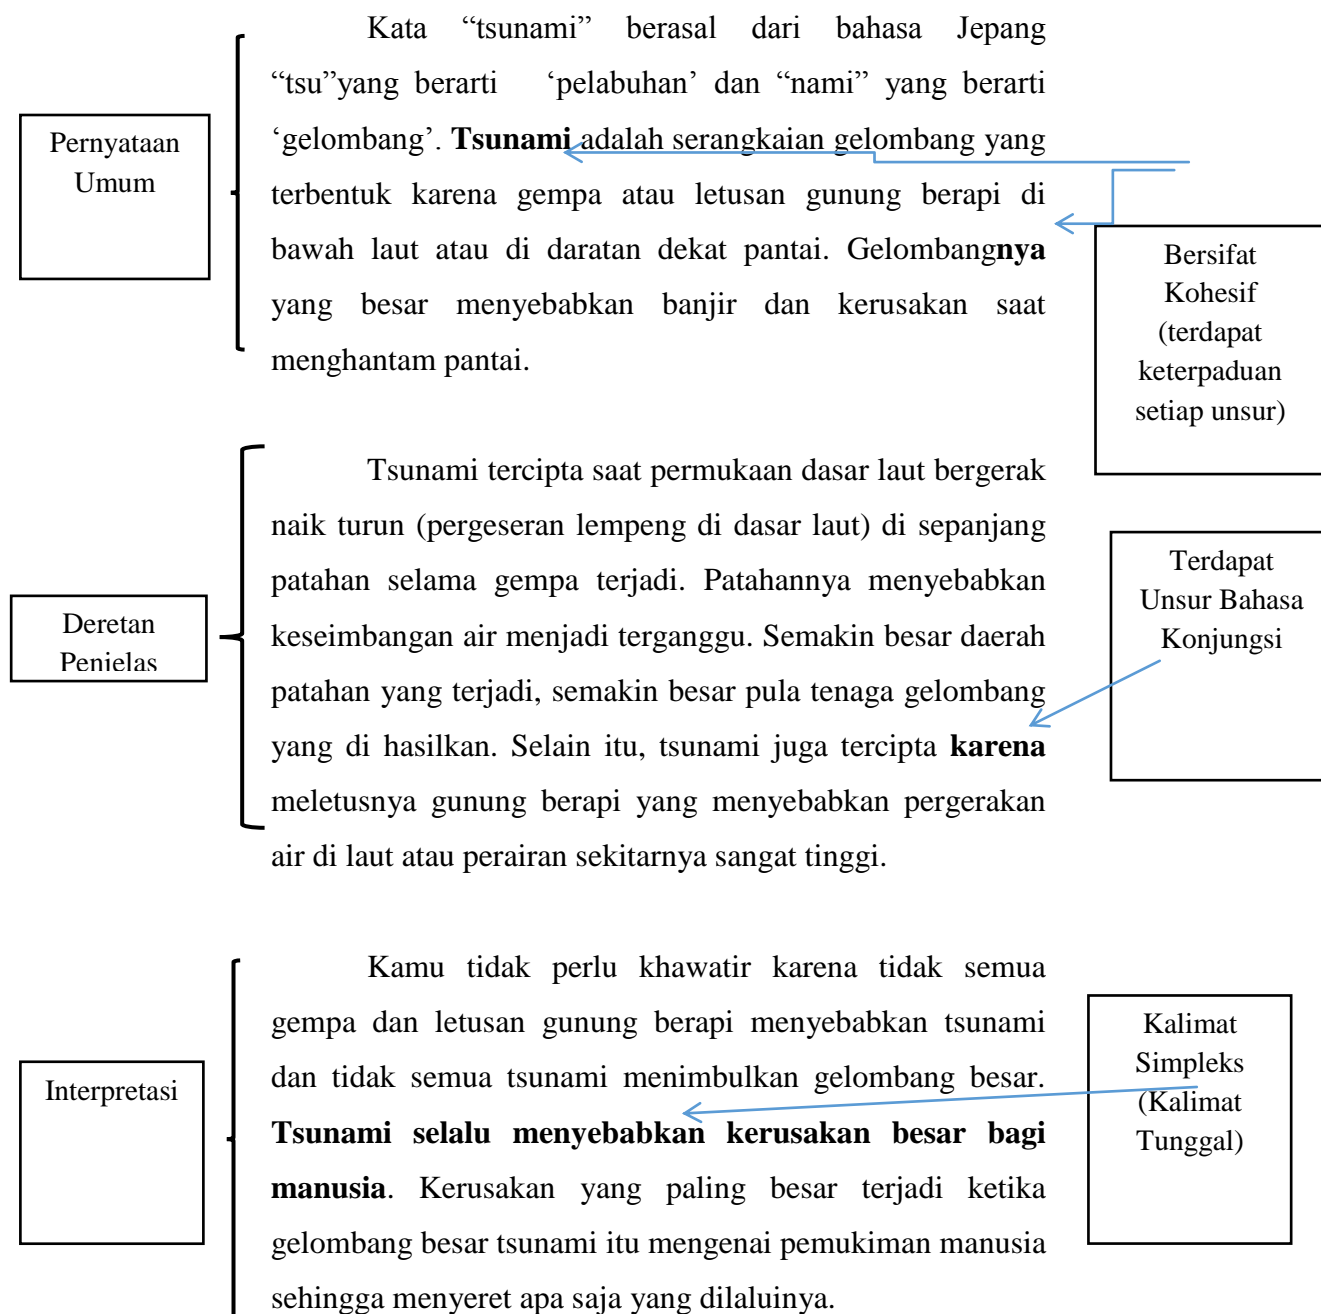 Kata “tsunami” berasal dari bahasa Jepang
“tsu”yang berarti ‘pelabuhan’ dan “nami” yang berarti
‘gelombang’. Tsunami adalah serangkaian gelombang yang
terbentuk karena gempa atau letusan gunung berapi di
bawah laut atau di daratan dekat pantai. Gelombangnya
yang besar menyebabkan banjir dan kerusakan saat
menghantam pantai.
Pernyataan
Umum
Bersifat
Kohesif
(terdapat
keterpaduan
setiap unsur)
Tsunami tercipta saat permukaan dasar laut bergerak
naik turun (pergeseran lempeng di dasar laut) di sepanjang
patahan selama gempa terjadi. Patahannya menyebabkan
keseimbangan air menjadi terganggu. Semakin besar daerah
patahan yang terjadi, semakin besar pula tenaga gelombang
yang di hasilkan. Selain itu, tsunami juga tercipta karena
meletusnya gunung berapi yang menyebabkan pergerakan
air di laut atau perairan sekitarnya sangat tinggi.
Deretan
Penjelas
Terdapat
Unsur Bahasa
Konjungsi
Kamu tidak perlu khawatir karena tidak semua
gempa dan letusan gunung berapi menyebabkan tsunami
dan tidak semua tsunami menimbulkan gelombang besar.
Tsunami selalu menyebabkan kerusakan besar bagi
manusia. Kerusakan yang paling besar terjadi ketika
gelombang besar tsunami itu mengenai pemukiman manusia
sehingga menyeret apa saja yang dilaluinya.
Interpretasi
Kalimat
Simpleks
(Kalimat
Tunggal)